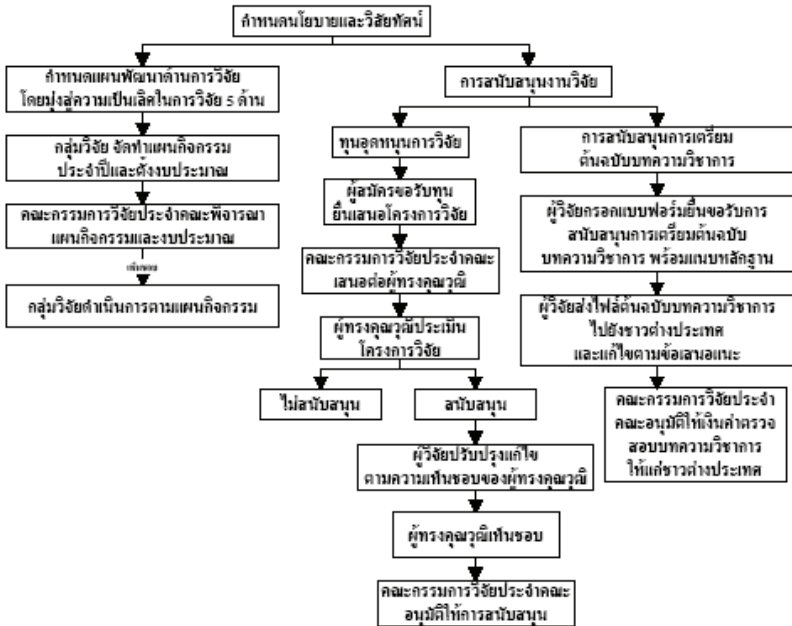 กำหนดนโยบายและวิสัยทัศน์
กำหนดแผนพัฒนาด้านการวิจัย
โดยมุ่งสู่ความเป็นเลิศในการวิจัย 5 ด้าน
กลุ่มวิจัย จัดทำแผนกิจกรรม
ประจำปีและตั้งงบประมาณ
คณะกรรมการวิจัยประจำคณะพิจารณา
แผนกิจกรรมและงบประมาณ
เห็นชอบ
กลุ่มวิจัยดำเนินการตามแผนกิจกรรม
การสนับสนุนงานวิจัย
ทุนอุดหนุนการวิจัย
ผู้สมัครขอรับทุน
ยื่นเสนอโครงการวิจัย
คณะกรรมการวิจัยประจำคณะ
เสนอต่อผู้ทรงคุณวุฒิ
ผู้ทรงคุณวุฒิประเมิน
โครงการวิจัย
ไม่สนับสนุน
สนับสนุน
ผู้วิจัยปรับปรุงแก้ไข
ตามความเห็นชอบของผู้ทรงคุณวุฒิ
ผู้ทรงคุณวุฒิเห็นชอบ
คณะกรรมการวิจัยประจำคณะ
อนุมัติให้การสนับสนุน
การสนับสนุนการเตรียม
ต้นฉบับบทความวิชาการ
ผู้วิจัยกรอกแบบฟอร์มยื่นขอรับการ
สนับสนุนการเตรียมต้นฉบับ
บทความวิชาการ พร้อมแนบหลักฐาน
ผู้วิจัยส่งไฟล์ต้นฉบับบทความวิชาการ
ไปยังชาวต่างประเทศ
และแก้ไขตามข้อเสนอแนะ
คณะกรรมการวิจัยประจำ
คณะอนุมัติให้เงินค่าตรวจ
สอบบทความวิชาการ
ให้แก่ชาวต่างประเทศ